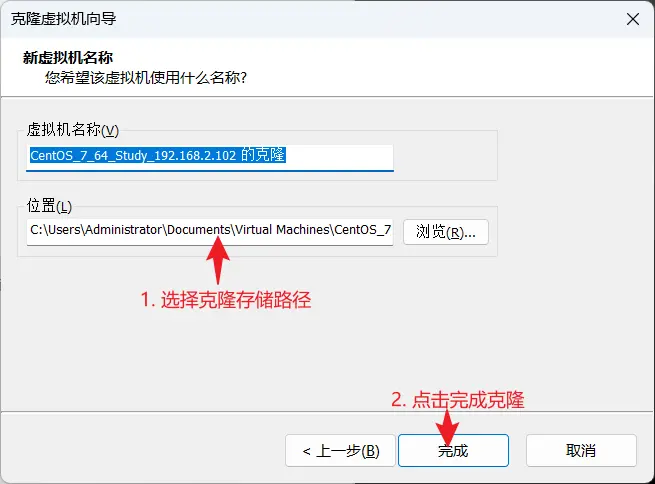 克隆虚拟机向导
新虚拟机名称
您希望该虚拟机使用什么名称?
虚拟机名称(V)
CentOS_7_64_Study_192.168.2.102 的克隆
位置(L)
C:\Users\Administrator\Documents\Virtual Machines\CentOS_7
浏览(R)...
1. 选择克隆存储路径
2. 点击完成克隆
< 上一步(B)
完成
取消